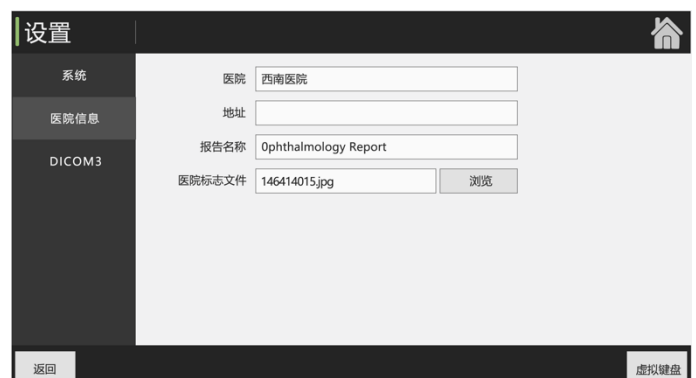 设置
系统
医院 西南医院
医院信息
地址
报告名称 0phthalmology Report
DICOM3
医院标志文件 146414015.jpg 浏览
返回 虚拟键盘